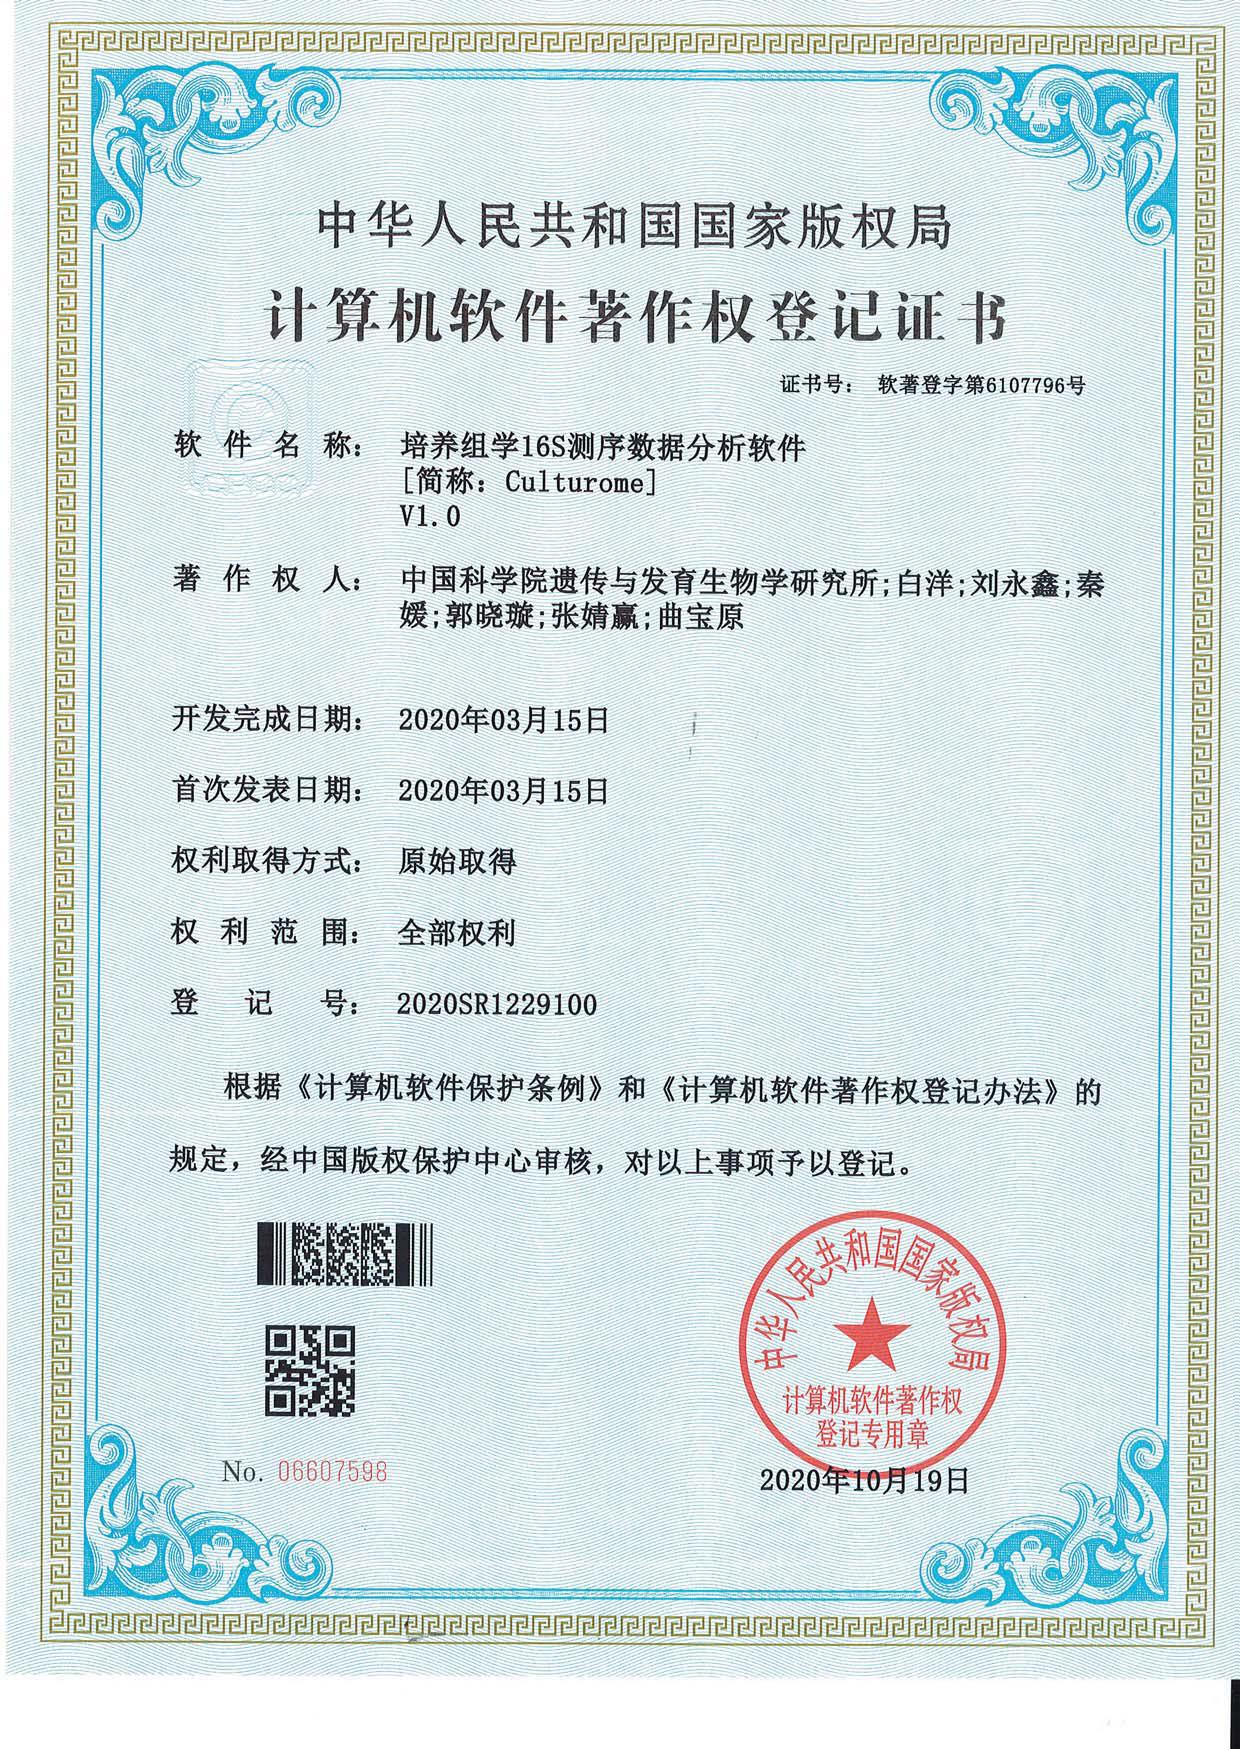 中华人民共和国国家版权局
计算机软件著作权登记证书
证书号： 软著登字第6107796号
软件名称： 培养组学16S测序数据分析软件
[简称：Culturome]
V1.0
著作权人： 中国科学院遗传与发育生物学研究所;白洋;刘永鑫;秦
媛;郭晓璇;张婧赢;曲宝原
开发完成日期： 2020年03月15日
首次发表日期： 2020年03月15日
权利取得方式： 原始取得
权利范围： 全部权利
登记号： 2020SR1229100
根据《计算机软件保护条例》和《计算机软件著作权登记办法》的
规定，经中国版权保护中心审核，对以上事项予以登记。
中华人民共和国国家版权局
计算机软件著作权
登记专用章
No. 06607598
2020年10月19日